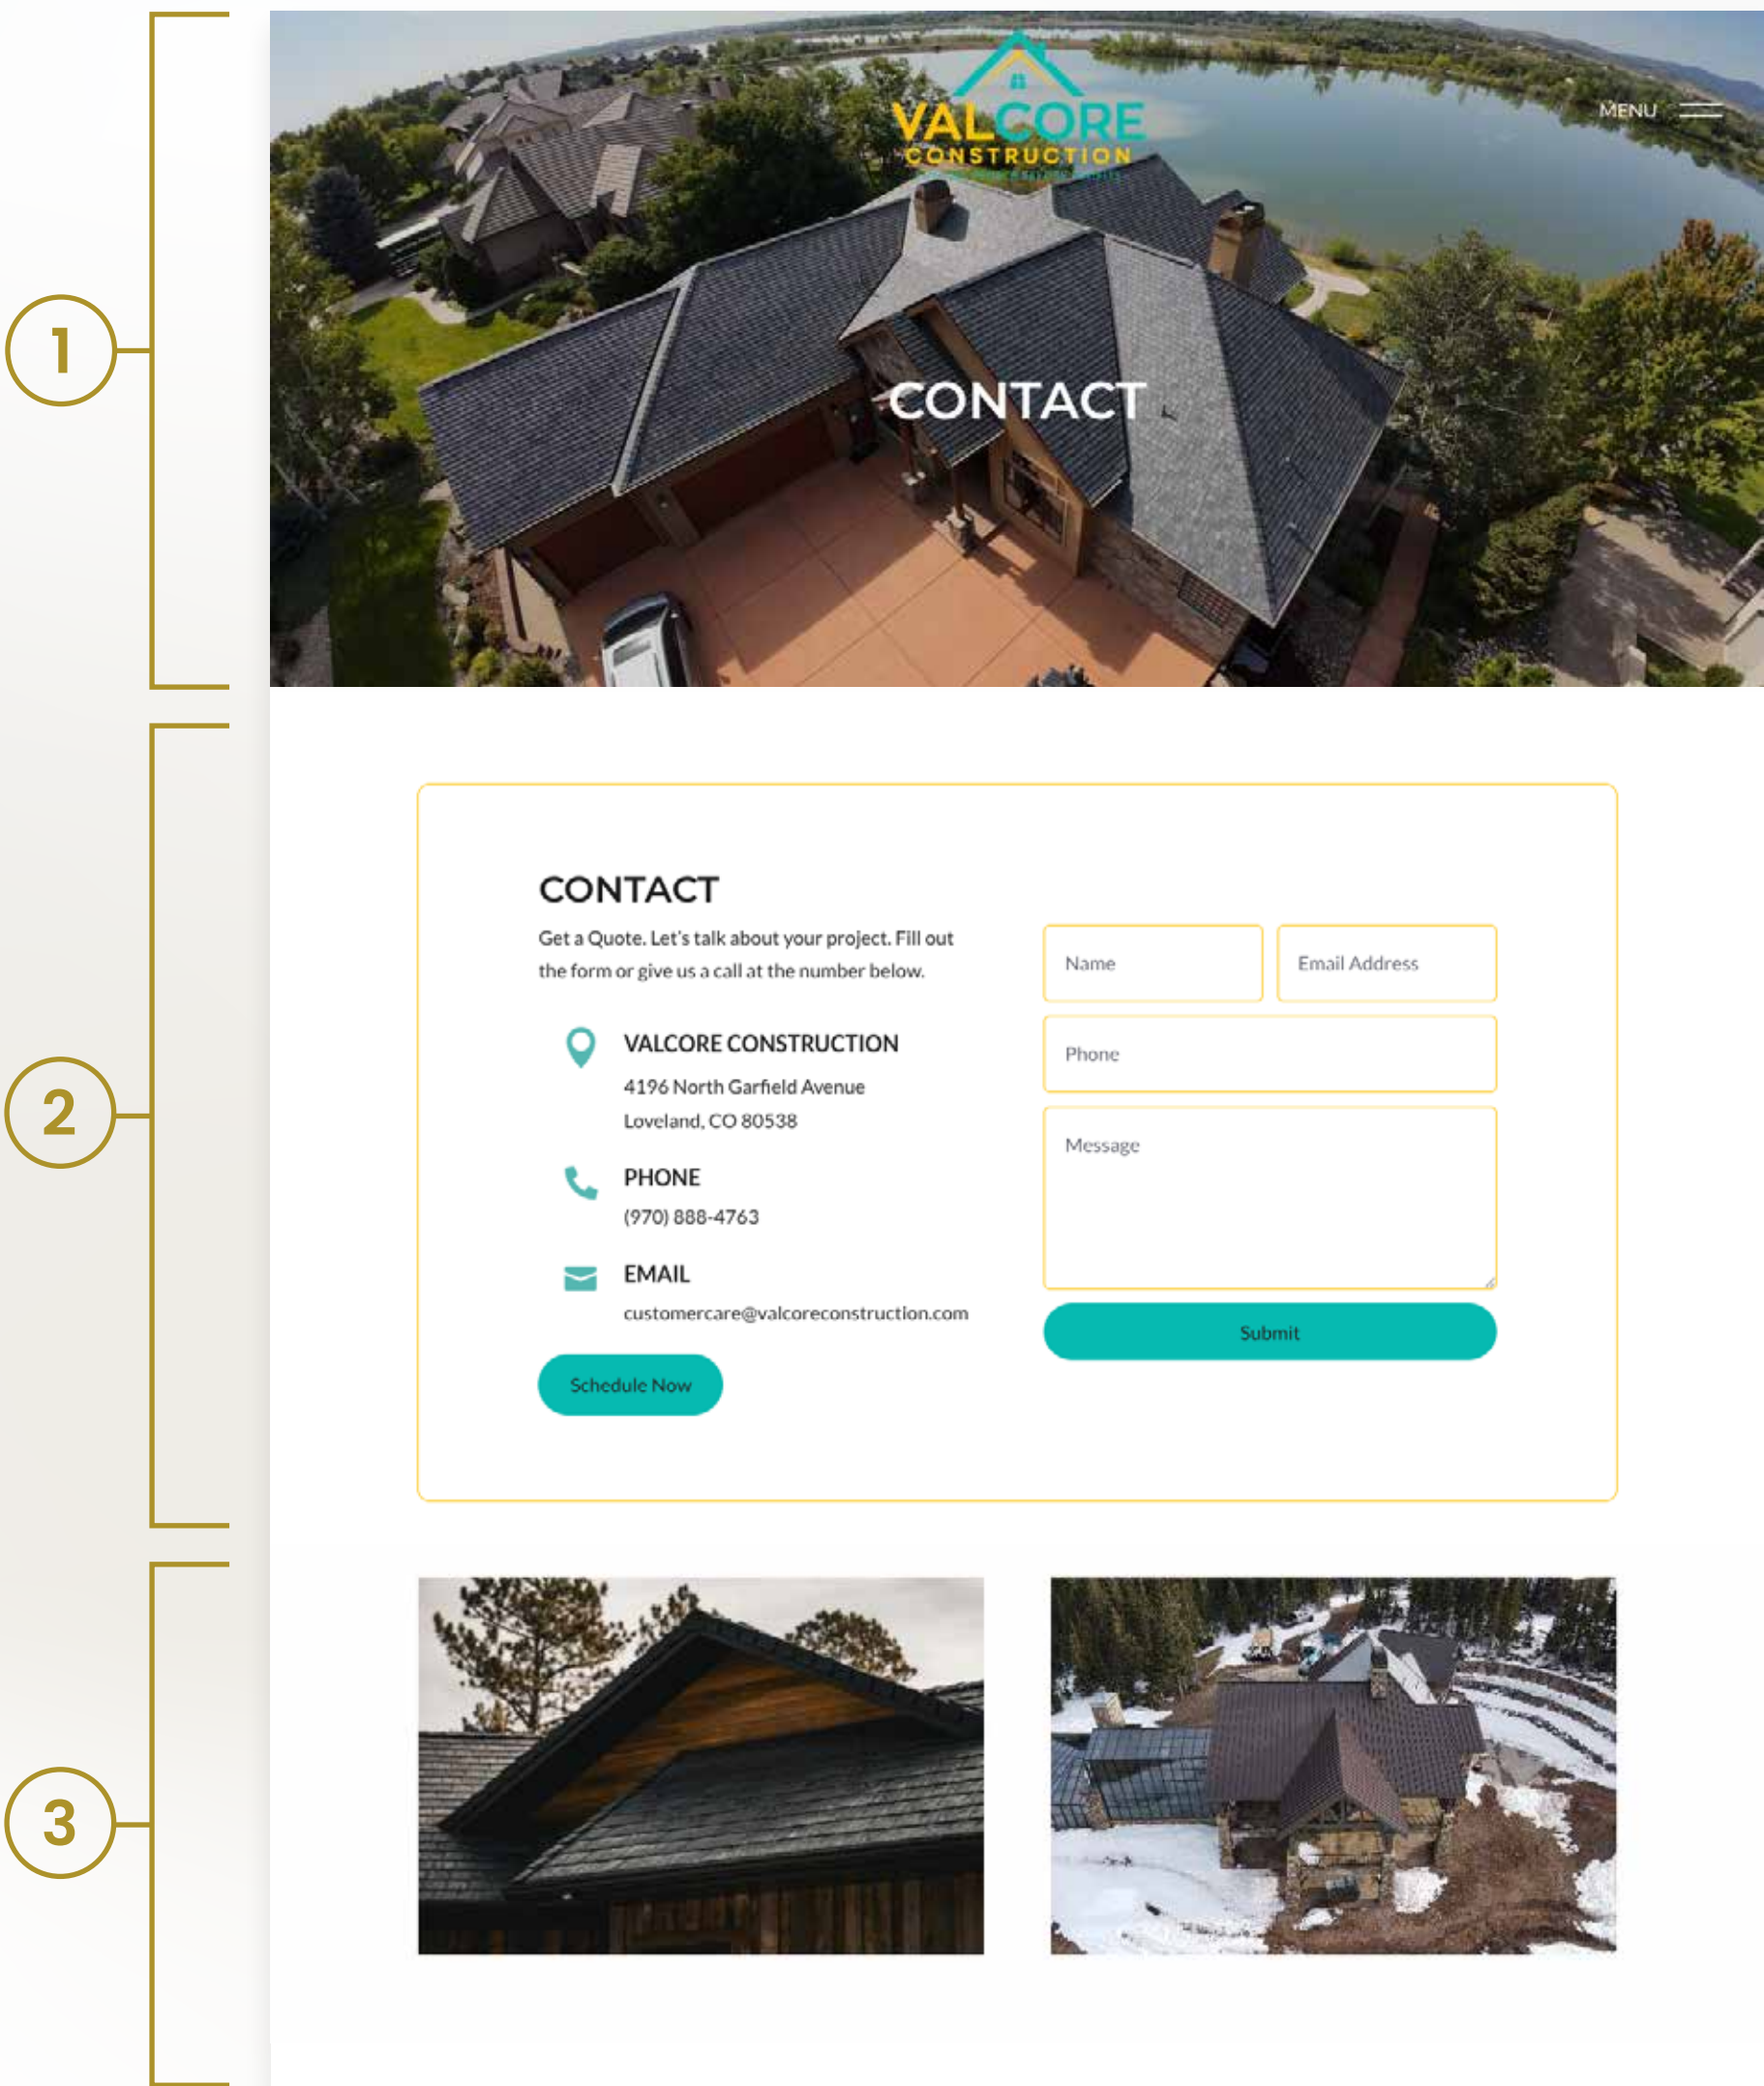 VALCORE
CONSTRUCTION
MENU
1
CONTACT
CONTACT
Get a Quote. Let's talk about your project. Fill out
the form or give us a call at the number below.
VALCORE CONSTRUCTION
4196 North Garfield Avenue
Loveland, CO 80538
PHONE
(970) 888-4763
EMAIL
customercare@valcoreconstruction.com
Schedule Now
Name
Email Address
Phone
Message
Submit
2
3